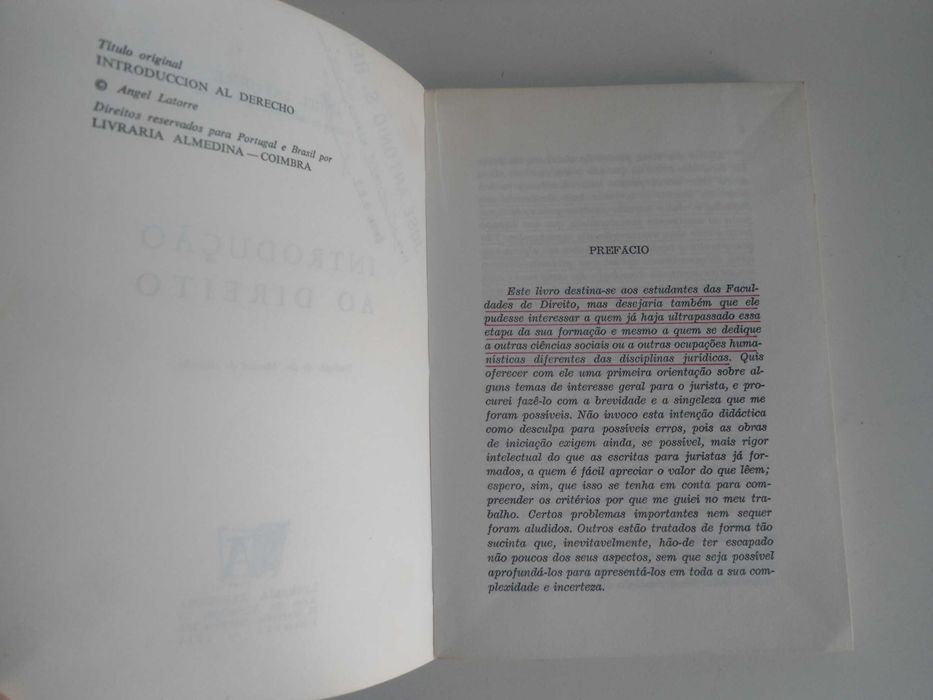 Título original
INTRODUCCION AL DERECHO
© Angel Latorre
Direitos reservados para Portugal e Brasil por
LIVRARIA ALMEDINA — COIMBRA
INTRODUÇÃO
AO DIREITO
PREFÁCIO
Este livro destina-se aos estudantes das Facul-
dades de Direito, mas desejaria também que ele
pudesse interessar a quem já haja ultrapassado essa
etapa da sua formação e mesmo a quem se dedique
a outras ciências sociais ou a outras ocupações huma-
nísticas diferentes das disciplinas jurídicas. Quis
oferecer com ele uma primeira orientação sobre al-
guns temas de interesse geral para o jurista, e pro-
curei fazê-lo com a brevidade e a singeleza que me
foram possíveis. Não invoco esta intenção didáctica
como desculpa para possíveis erros, pois as obras
de iniciação exigem ainda, se possível, mais rigor
intelectual do que as escritas para juristas já for-
mados, a quem é fácil apreciar o valor do que lêem;
espero, sim, que isso se tenha em conta para com-
preender os critérios por que me guiei no meu tra-
balho. Certos problemas importantes nem sequer
foram aludidos. Outros estão tratados de forma tão
sucinta que, inevitavelmente, hão-de ter escapado
não poucos dos seus aspectos, sem que seja possível
aprofundá-los para apresentá-los em toda a sua com-
plexidade e incerteza.